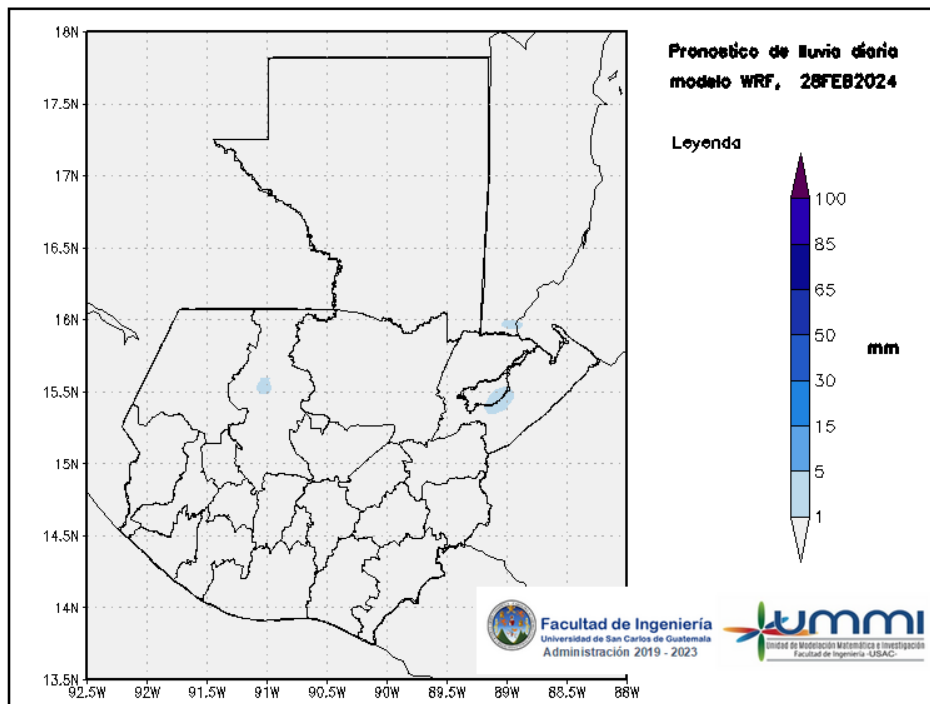 18N
17.5N
17N
16.5N
16N
15.5N
15N
14.5N
14N
13.5N
92.5W
92W
91.5W
91W
90.5W
90W
89.5W
89W
88.5W
88W
Pronostico de lluvia diaria
modelo WRF, 28FEB2024
Leyenda
100
85
65
50
30
15
5
1
mm
Facultad de Ingeniería
Universidad de San Carlos de Guatemala
Administración 2019 - 2023
ummi
Unidad de Modelación Matemática e Investigación
Facultad de Ingeniería -USAC-